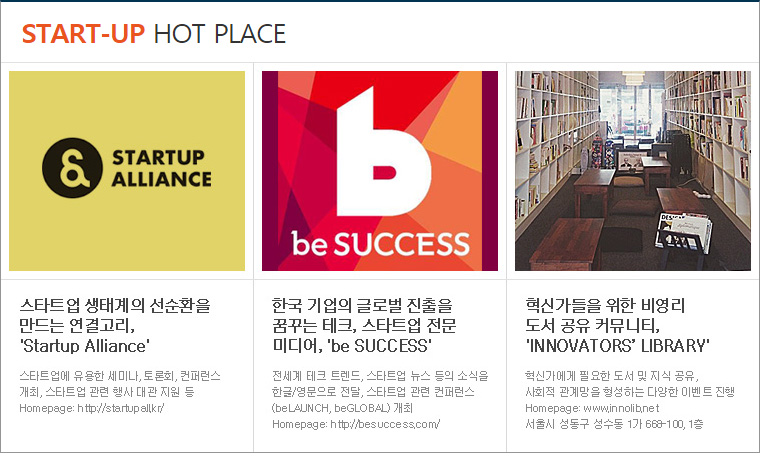 START-UP HOT PLACE
&
STARTUP
ALLIANCE
b
be SUCCESS
DESIGN
스타트업 생태계의 선순환을
만드는 연결고리,
'Startup Alliance'
스타트업에 유용한 세미나, 토론회, 컨퍼런스
개최, 스타트업 관련 행사 대관 지원 등
Homepage: http://startupall.kr/
한국 기업의 글로벌 진출을
꿈꾸는 테크, 스타트업 전문
미디어, 'be SUCCESS'
전세계 테크 트렌드, 스타트업 뉴스 등의 소식을
한글/영문으로 전달, 스타트업 관련 컨퍼런스
(beLAUNCH, beGLOBAL) 개최
Homepage: http://besuccess.com/
혁신가들을 위한 비영리
도서 공유 커뮤니티,
'INNOVATORS’ LIBRARY'
혁신가에게 필요한 도서 및 지식 공유,
사회적 관계망을 형성하는 다양한 이벤트 진행
Homepage: www.innolib.net
서울시 성동구 성수동 1가 668-100, 1층